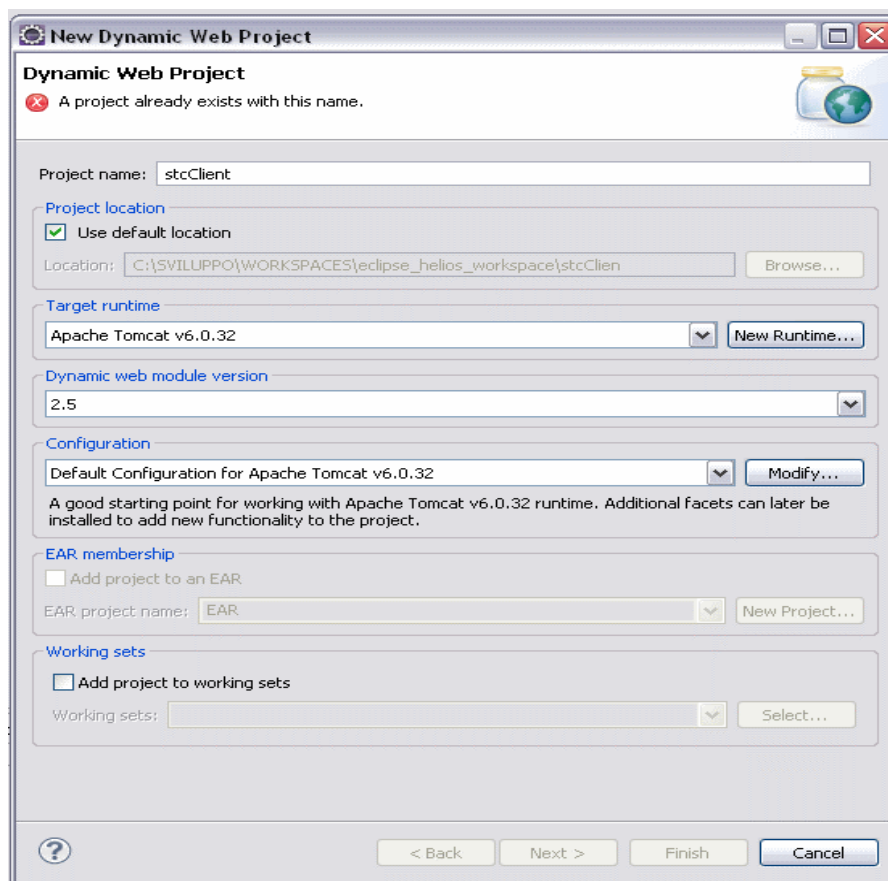 New Dynamic Web Project
Dynamic Web Project
A project already exists with this name.
Project name: stcClient
Project location
Use default location
Location: C:\SVILUPPO\WORKSPACES\eclipse_helios_workspace\stcClien Browse...
Target runtime
Apache Tomcat v6.0.32 New Runtime...
Dynamic web module version
2.5
Configuration
Default Configuration for Apache Tomcat v6.0.32 Modify...
A good starting point for working with Apache Tomcat v6.0.32 runtime. Additional facets can later be
installed to add new functionality to the project.
EAR membership
Add project to an EAR
EAR project name: EAR New Project...
Working sets
Add project to working sets
Working sets: Select...
? < Back Next > Finish Cancel